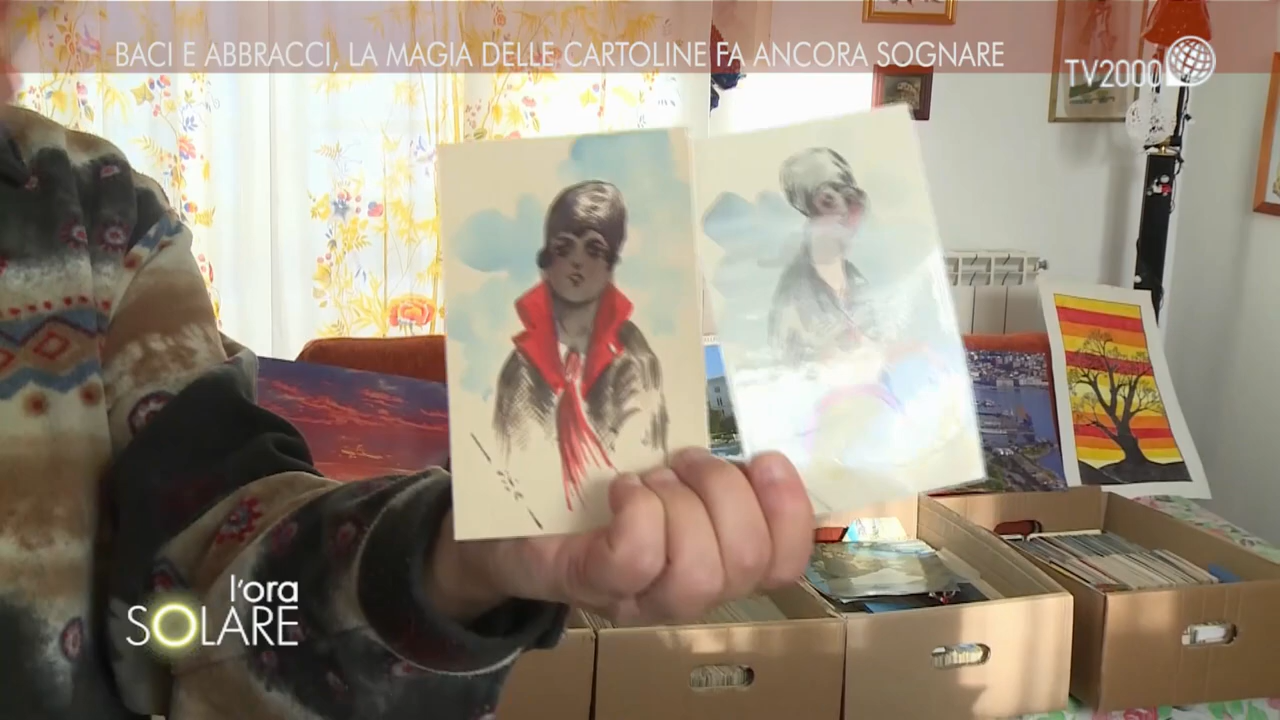 BACI E ABBRACCI, LA MAGIA DELLE CARTOLINE FA ANCORA SOGNARE
TV2000
l'ora
SOLARE